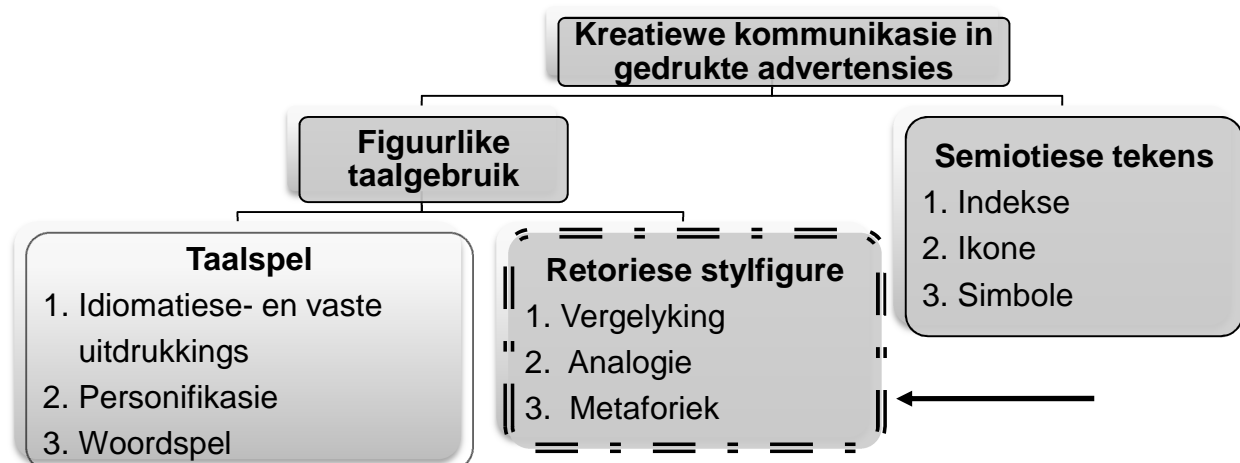 Kreatiewe kommunikasie in
gedrukte advertensies
Figuurlike
taalgebruik
Semiotiese tekens
1. Indekse
2. Ikone
3. Simbole
Taalspel
1. Idiomatiese- en vaste
uitdrukkings
2. Personifikasie
3. Woordspel
Retoriese stylfigure
1. Vergelyking
2. Analogie
3. Metaforiek